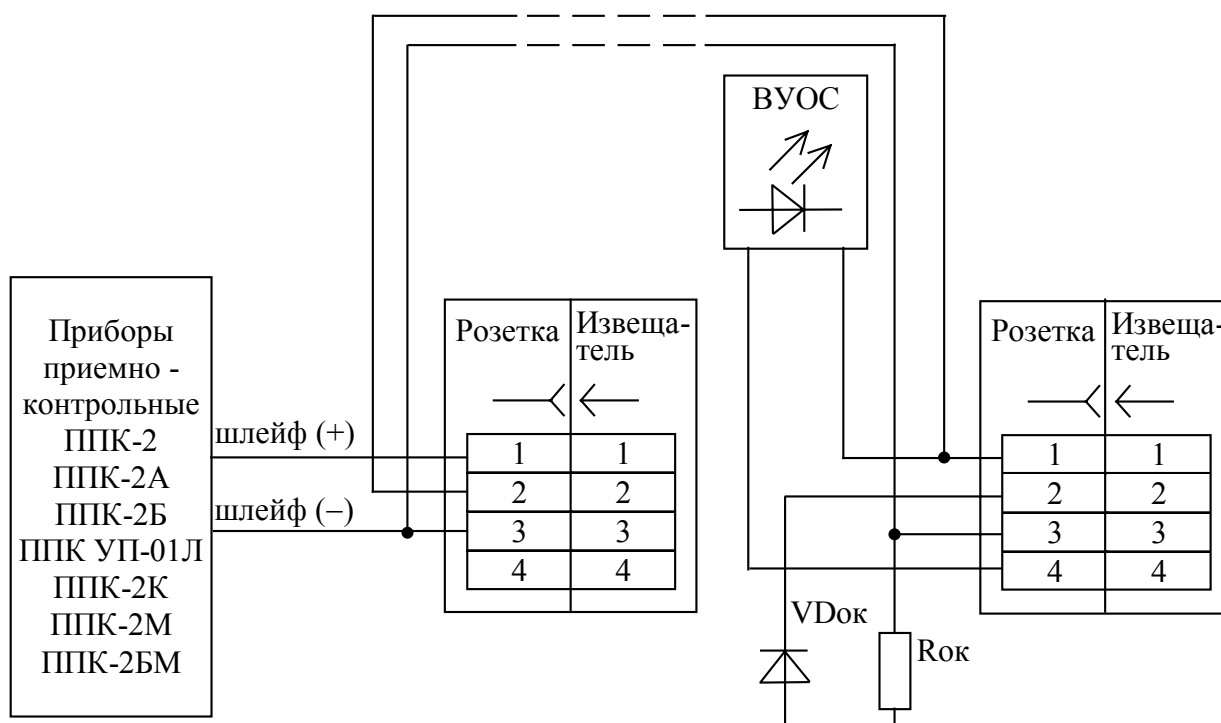 ВУОС
Приборы
приемно -
контрольные
ППК-2
ППК-2А
ППК-2Б
ППК УП-01Л
ППК-2К
ППК-2М
ППК-2БМ
шлейф (+)
шлейф (–)
Розетка
Извеща-
тель
1 1
2 2
3 3
4 4
Розетка
Извеща-
тель
1 1
2 2
3 3
4 4
VDок
Rок